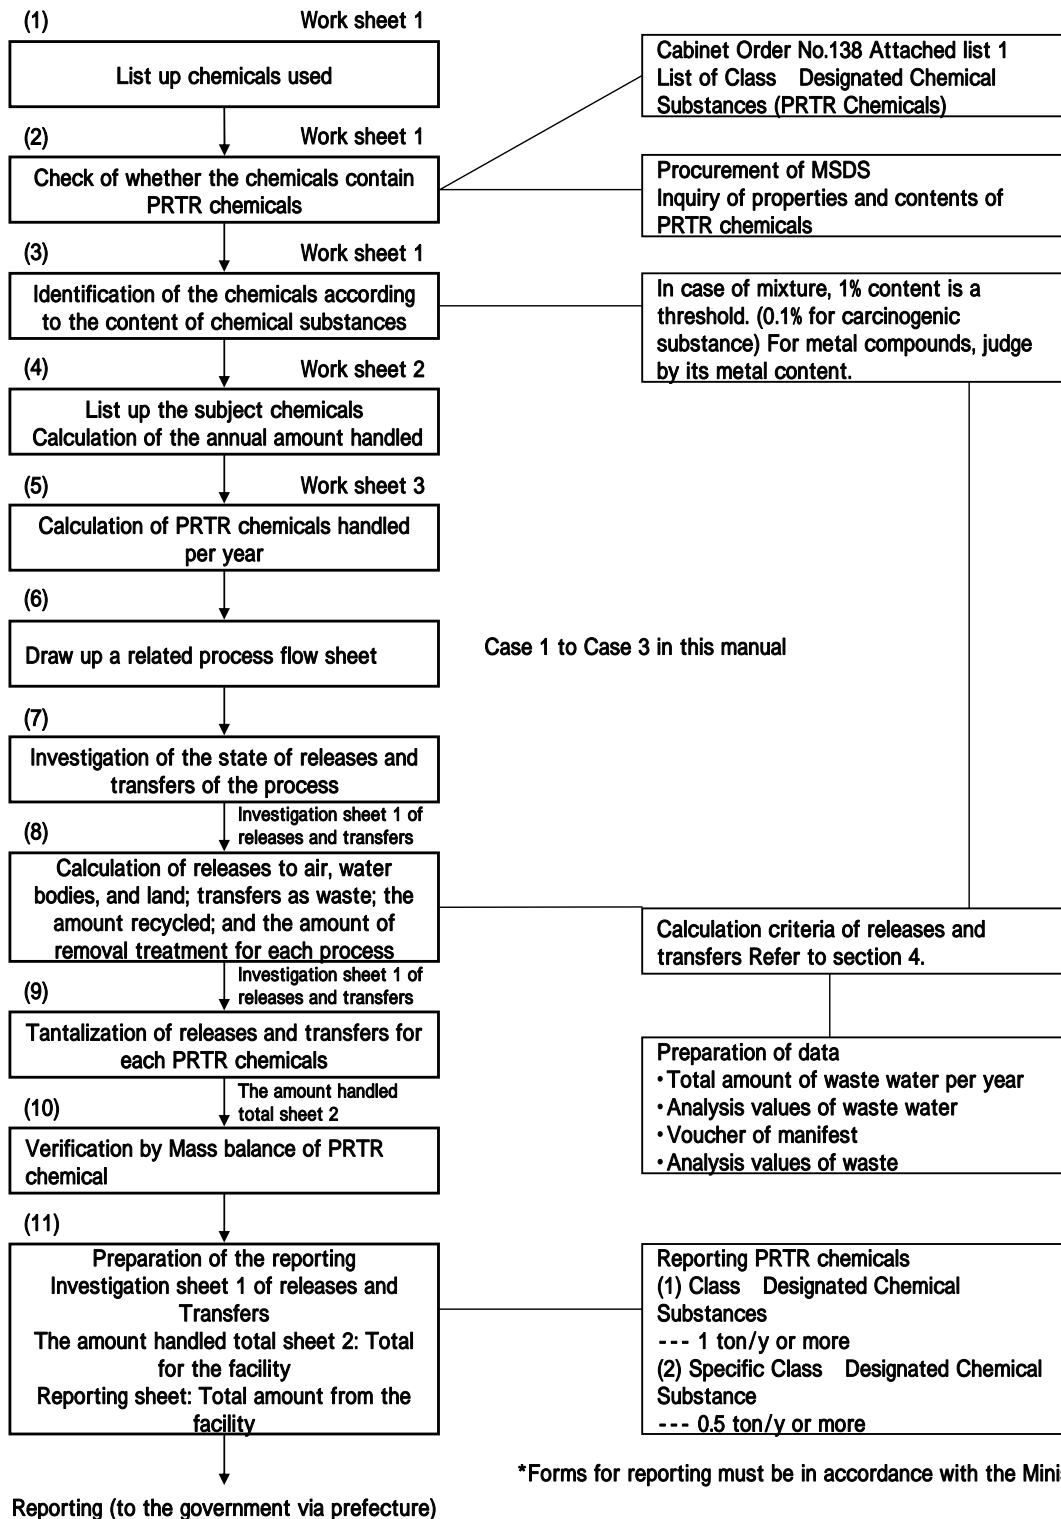 (1) Work sheet 1
List up chemicals used
(2) Work sheet 1
Check of whether the chemicals contain
PRTR chemicals
(3) Work sheet 1
Identification of the chemicals according
to the content of chemical substances
(4) Work sheet 2
List up the subject chemicals
Calculation of the annual amount handled
(5) Work sheet 3
Calculation of PRTR chemicals handled
per year
(6)
Draw up a related process flow sheet
(7)
Investigation of the state of releases and
transfers of the process
Investigation sheet 1 of
releases and transfers
(8)
Calculation of releases to air, water
bodies, and land; transfers as waste; the
amount recycled; and the amount of
removal treatment for each process
Investigation sheet 1 of
releases and transfers
(9)
Tantalization of releases and transfers for
each PRTR chemicals
The amount handled
total sheet 2
(10)
Verification by Mass balance of PRTR
chemical
(11)
Preparation of the reporting
Investigation sheet 1 of releases and
Transfers
The amount handled total sheet 2: Total
for the facility
Reporting sheet: Total amount from the
facility
Reporting (to the government via prefecture)
Cabinet Order No.138 Attached list 1
List of Class Designated Chemical
Substances (PRTR Chemicals)
Procurement of MSDS
Inquiry of properties and contents of
PRTR chemicals
In case of mixture, 1% content is a
threshold. (0.1% for carcinogenic
substance) For metal compounds, judge
by its metal content.
Case 1 to Case 3 in this manual
Calculation criteria of releases and
transfers Refer to section 4.
Preparation of data
・Total amount of waste water per year
・Analysis values of waste water
・Voucher of manifest
・Analysis values of waste
Reporting PRTR chemicals
(1) Class Designated Chemical
Substances
--- 1 ton/y or more
(2) Specific Class Designated Chemical
Substance
--- 0.5 ton/y or more
*Forms for reporting must be in accordance with the